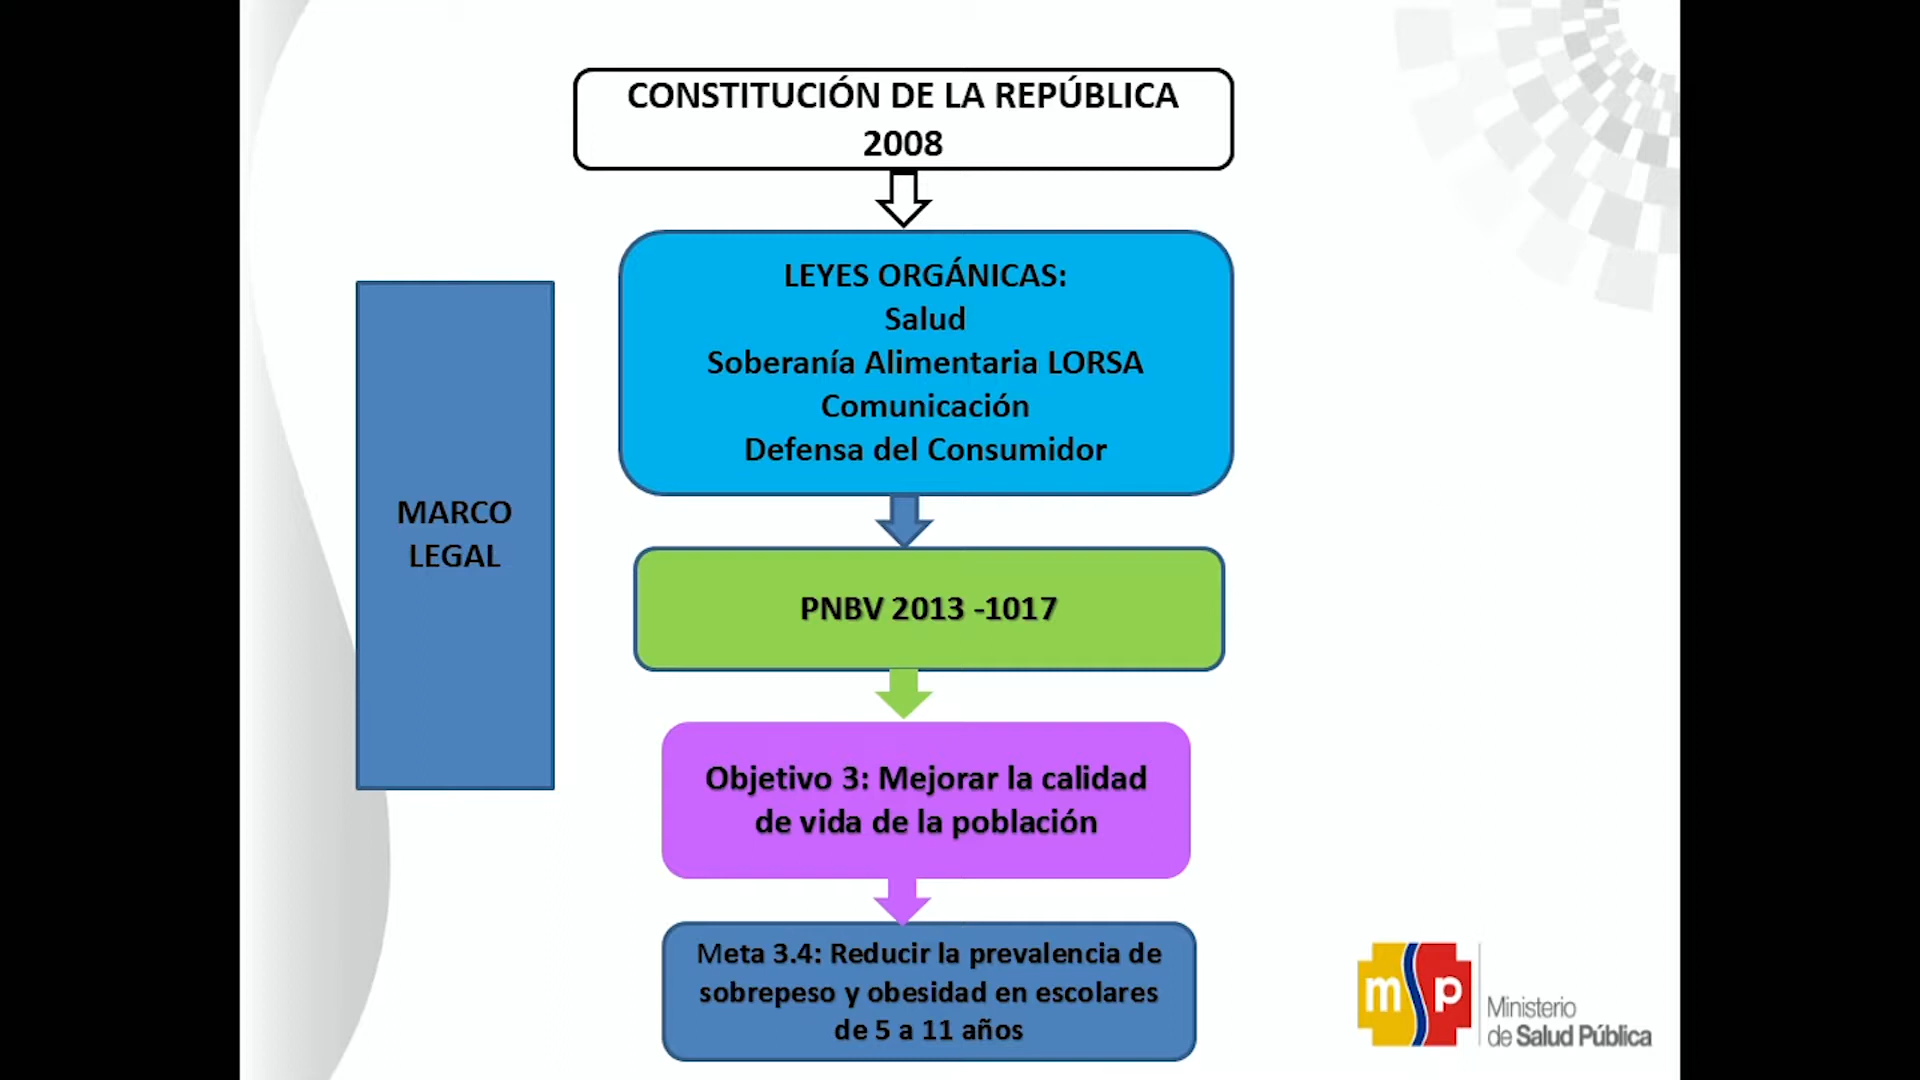 CONSTITUCIÓN DE LA REPÚBLICA
2008
LEYES ORGÁNICAS:
Salud
Soberanía Alimentaria LORSA
Comunicación
Defensa del Consumidor
MARCO
LEGAL
PNBV 2013 -1017
Objetivo 3: Mejorar la calidad
de vida de la población
Meta 3.4: Reducir la prevalencia de
sobrepeso y obesidad en escolares
de 5 a 11 años
msp
Ministerio
de Salud Pública